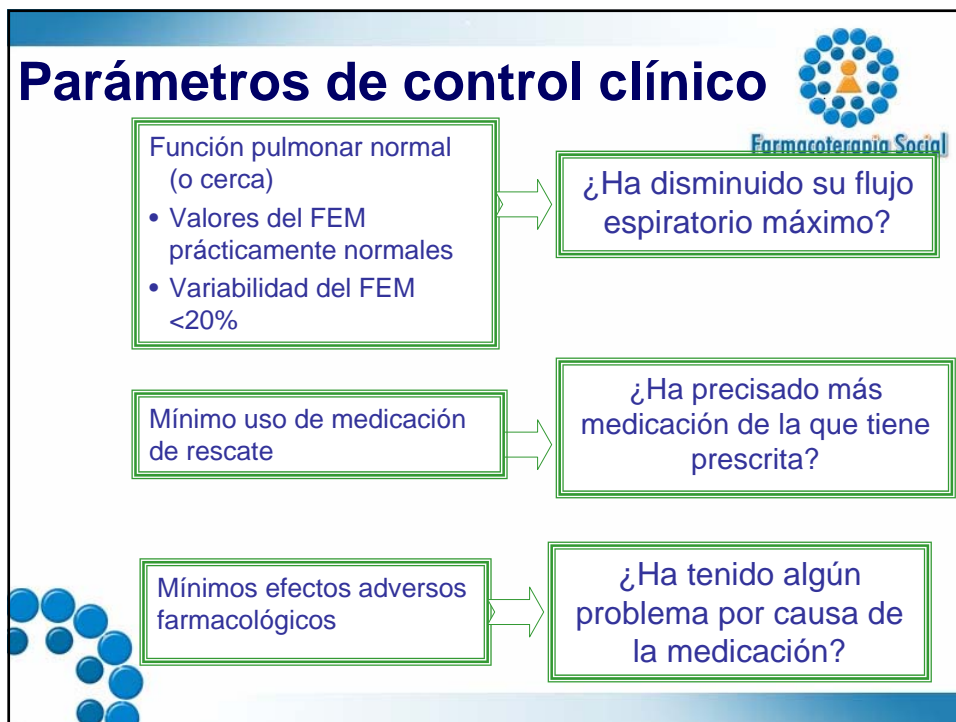 Parámetros de control clínico
Farmacoterapia Social
Función pulmonar normal
(o cerca)
• Valores del FEM
prácticamente normales
• Variabilidad del FEM
<20%
¿Ha disminuido su flujo
espiratorio máximo?
Mínimo uso de medicación
de rescate
¿Ha precisado más
medicación de la que tiene
prescrita?
Mínimos efectos adversos
farmacológicos
¿Ha tenido algún
problema por causa de
la medicación?